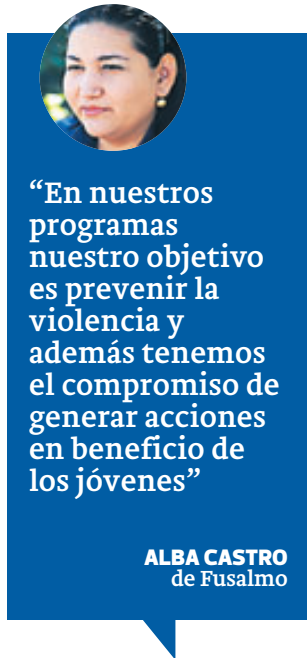 “En nuestros
programas
nuestro objetivo
es prevenir la
violencia y
además tenemos
el compromiso de
generar acciones
en beneficio de
los jóvenes”
ALBA CASTRO
de Fusalmo